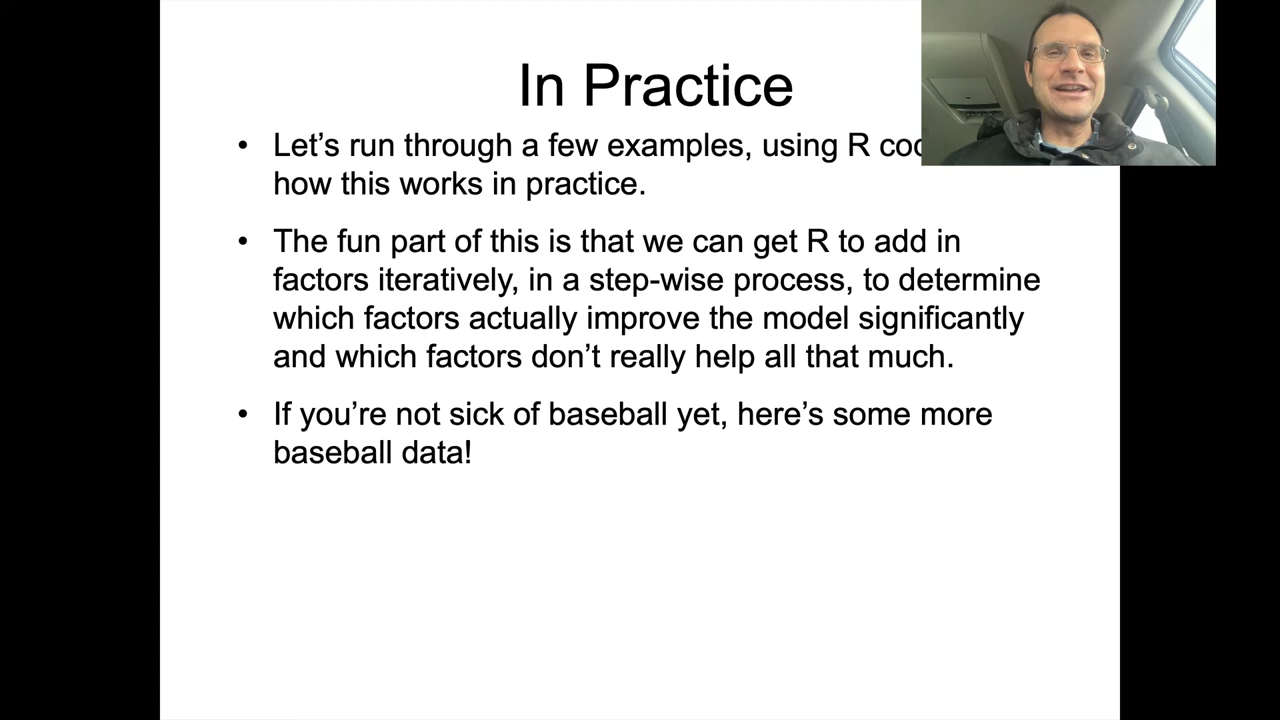 In Practice
• Let’s run through a few examples, using R
how this works in practice.
• The fun part of this is that we can get R to add in
factors iteratively, in a step-wise process, to determine
which factors actually improve the model significantly
and which factors don’t really help all that much.
• If you’re not sick of baseball yet, here’s some more
baseball data!